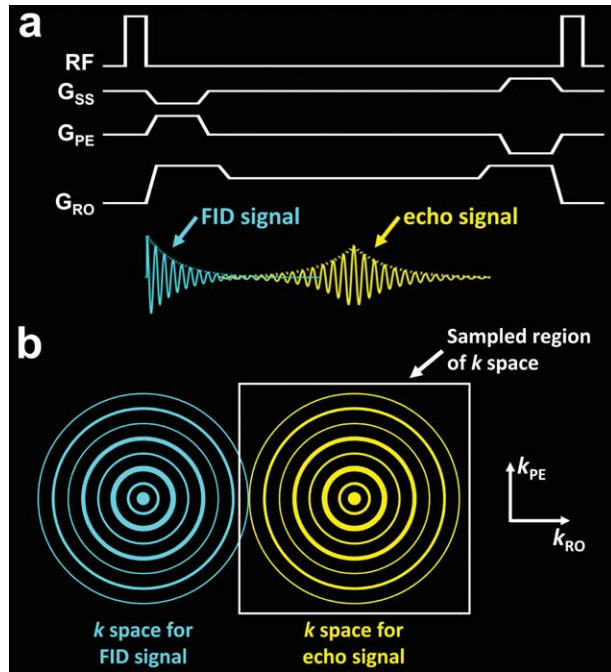 a
RF
GSS
GPE
GRO
FID signal
echo signal
b
Sampled region
of k space
kPE
kRO
k space for
FID signal
k space for
echo signal